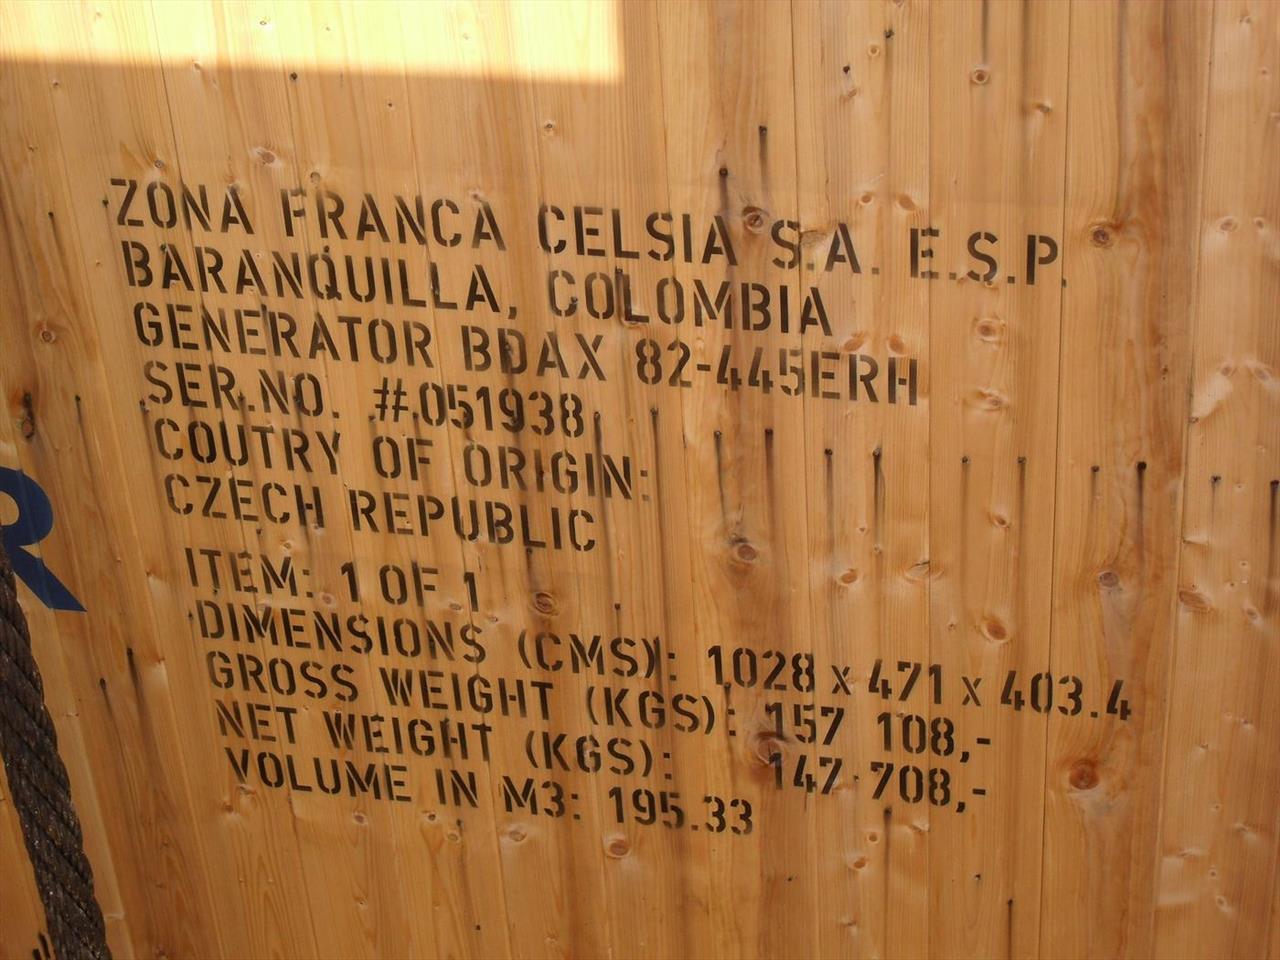 ZONA FRANCA CELSIA S.A. E.S.P.
BARANQUILLA, COLOMBIA
GENERATOR BDAX 82-445ERH
SER.NO. #.051938
COUTRY OF ORIGIN:
CZECH REPUBLIC
ITEM: 1 OF 1
DIMENSIONS (CMS): 1028 x 471 x 403.4
GROSS WEIGHT (KGS): 157 108,-
NET WEIGHT (KGS): 147 708,-
VOLUME IN M3: 195.33
R